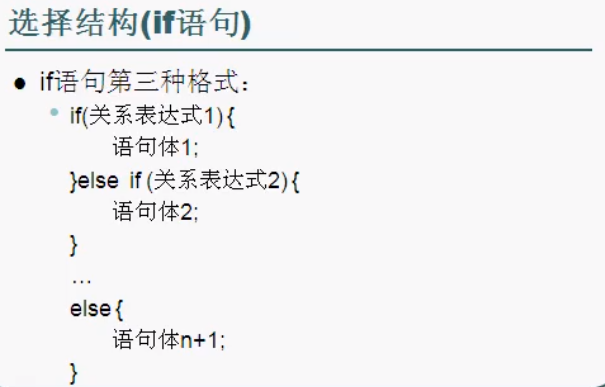 选择结构(if语句)
● if语句第三种格式：
• if(关系表达式1){
语句体1;
}else if (关系表达式2){
语句体2;
}
…
else{
语句体n+1;
}